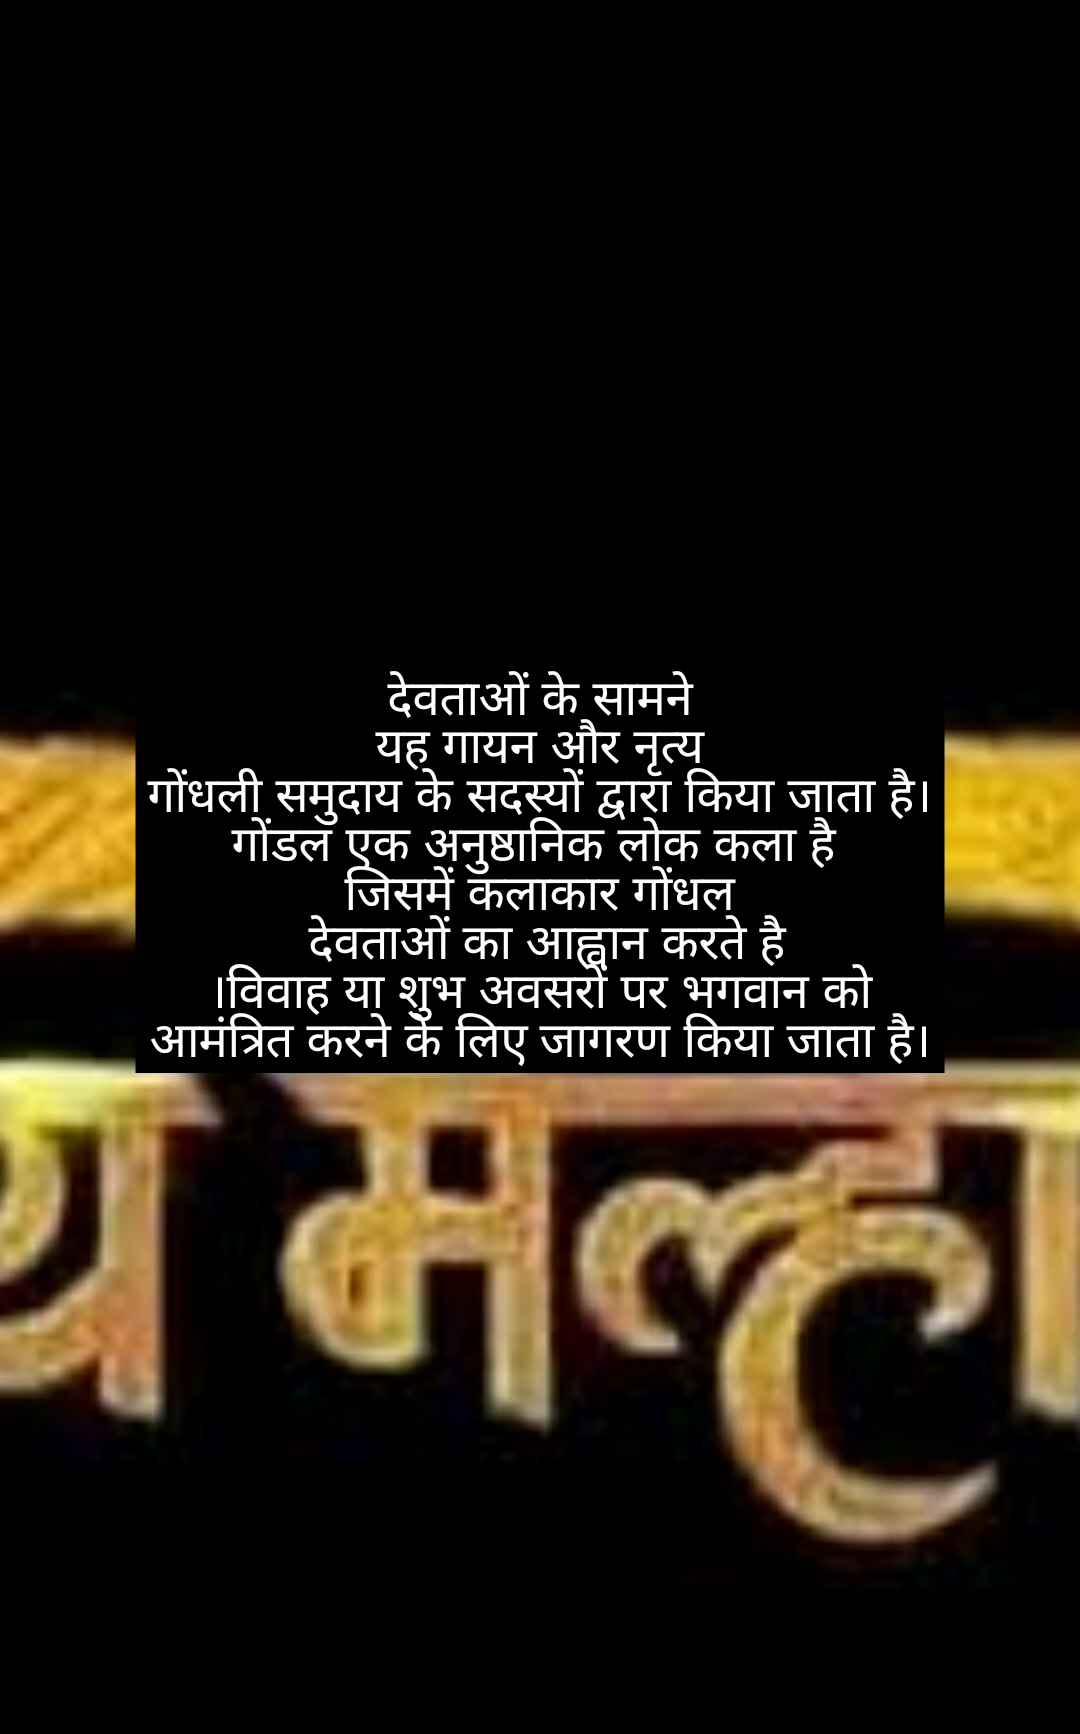 देवताओं के सामने
यह गायन और नृत्य
गोंधली समुदाय के सदस्यों द्वारा किया जाता है।
गोंडल एक अनुष्ठानिक लोक कला है
जिसमें कलाकार गोंधल
देवताओं का आह्वान करते है
।विवाह या शुभ अवसरों पर भगवान को
आमंत्रित करने के लिए जागरण किया जाता है।
य मल्हा